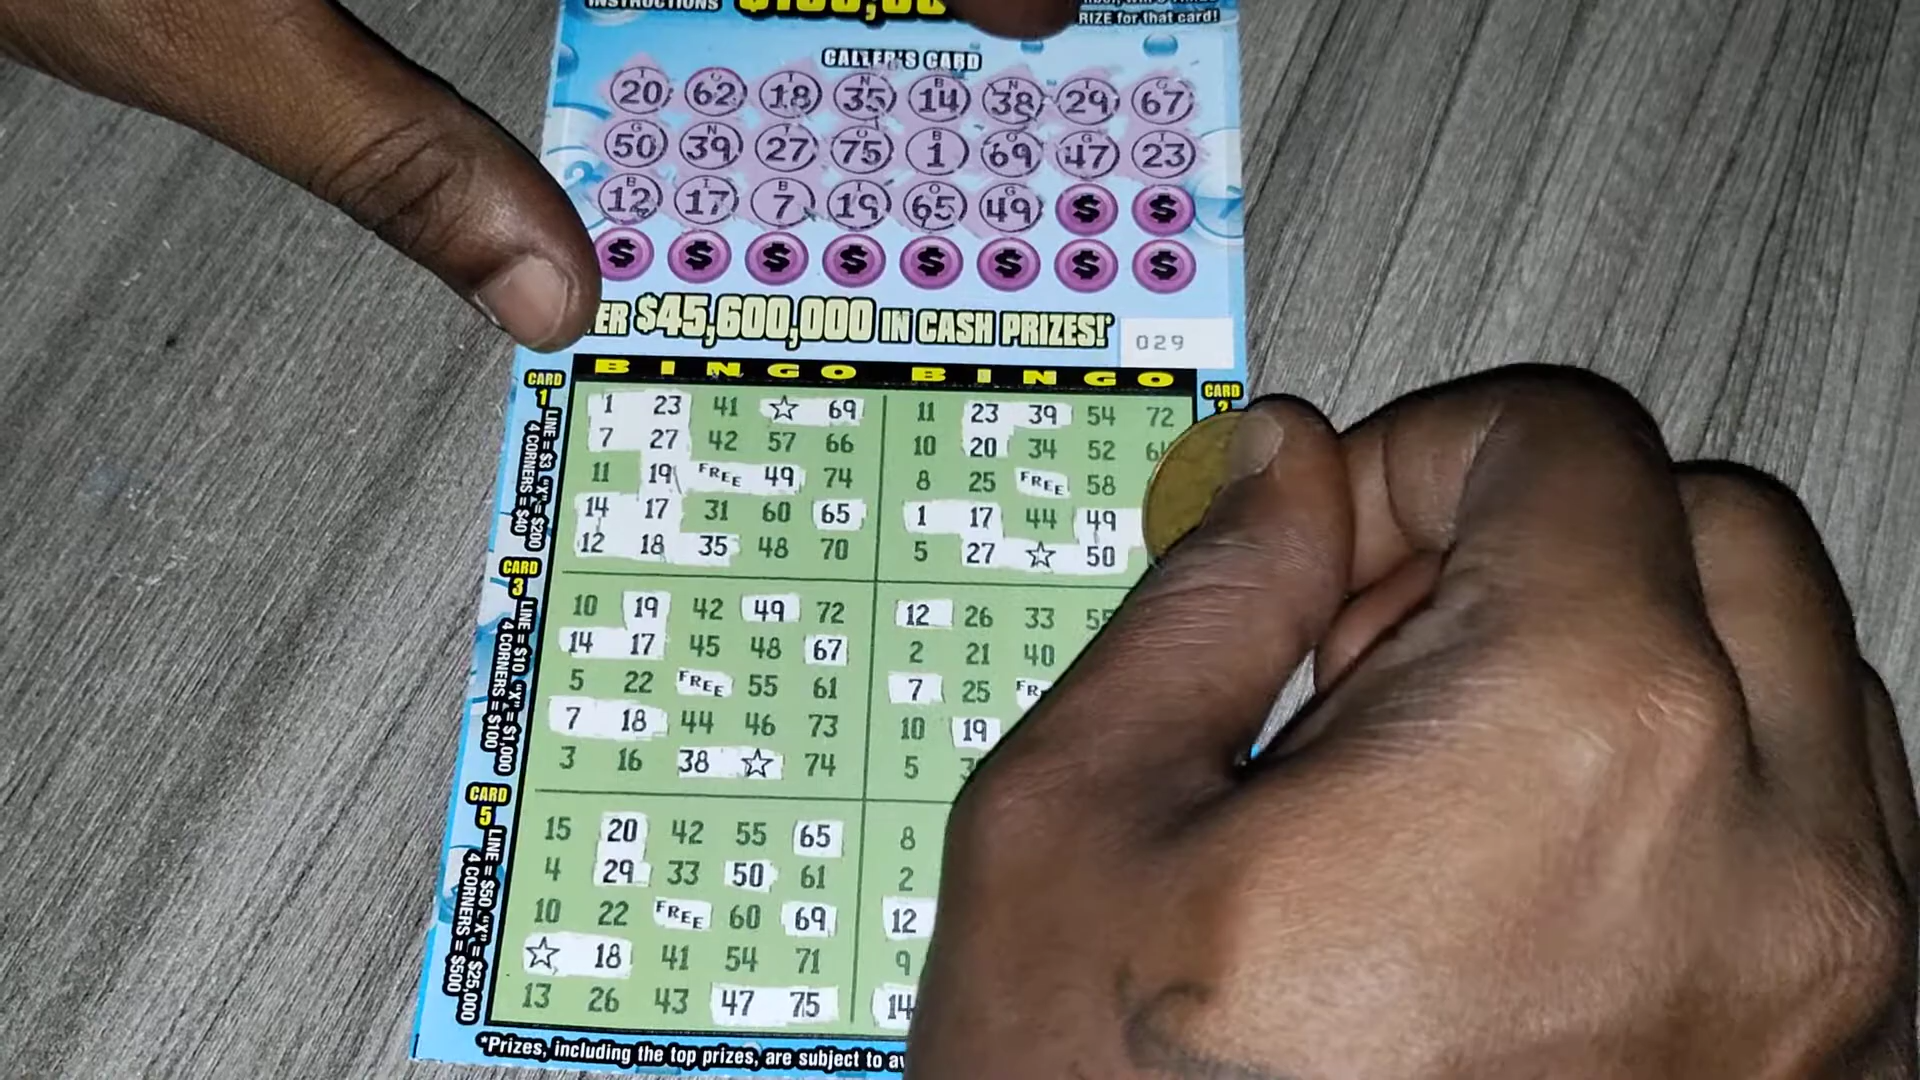 INSTRUCTIONS
RIZE for that card!
CALLER'S CARD
I O I N B N I O
20 62 18 35 14 38 29 67
G N I O B O G I
50 39 27 75 1 69 47 23
B I B I O G
12 17 7 19 65 49 $ $
$ $ $ $ $ $ $ $
$45,600,000 IN CASH PRIZES!*
029
B I N G O B I N G O
CARD 1
LINE = $3 "X" = $200
4 CORNERS = $40
1 23 41 ☆ 69
7 27 42 57 66
11 19 FREE 49 74
14 17 31 60 65
12 18 35 48 70
CARD 2
11 23 39 54 72
10 20 34 52
8 25 FREE 58
1 17 44 49
5 27 ☆ 50
CARD 3
LINE = $10 "X" = $1,000
4 CORNERS = $100
10 19 42 49 72
14 17 45 48 67
5 22 FREE 55 61
7 18 44 46 73
3 16 38 ☆ 74
12 26 33 55
2 21 40
7 25 FR
10 19
5
CARD 5
LINE = $50 "X" = $25,000
4 CORNERS = $500
15 20 42 55 65
4 29 33 50 61
10 22 FREE 60 69
☆ 18 41 54 71
13 26 43 47 75
8
2
12
9
14
*Prizes, including the top prizes, are subject to